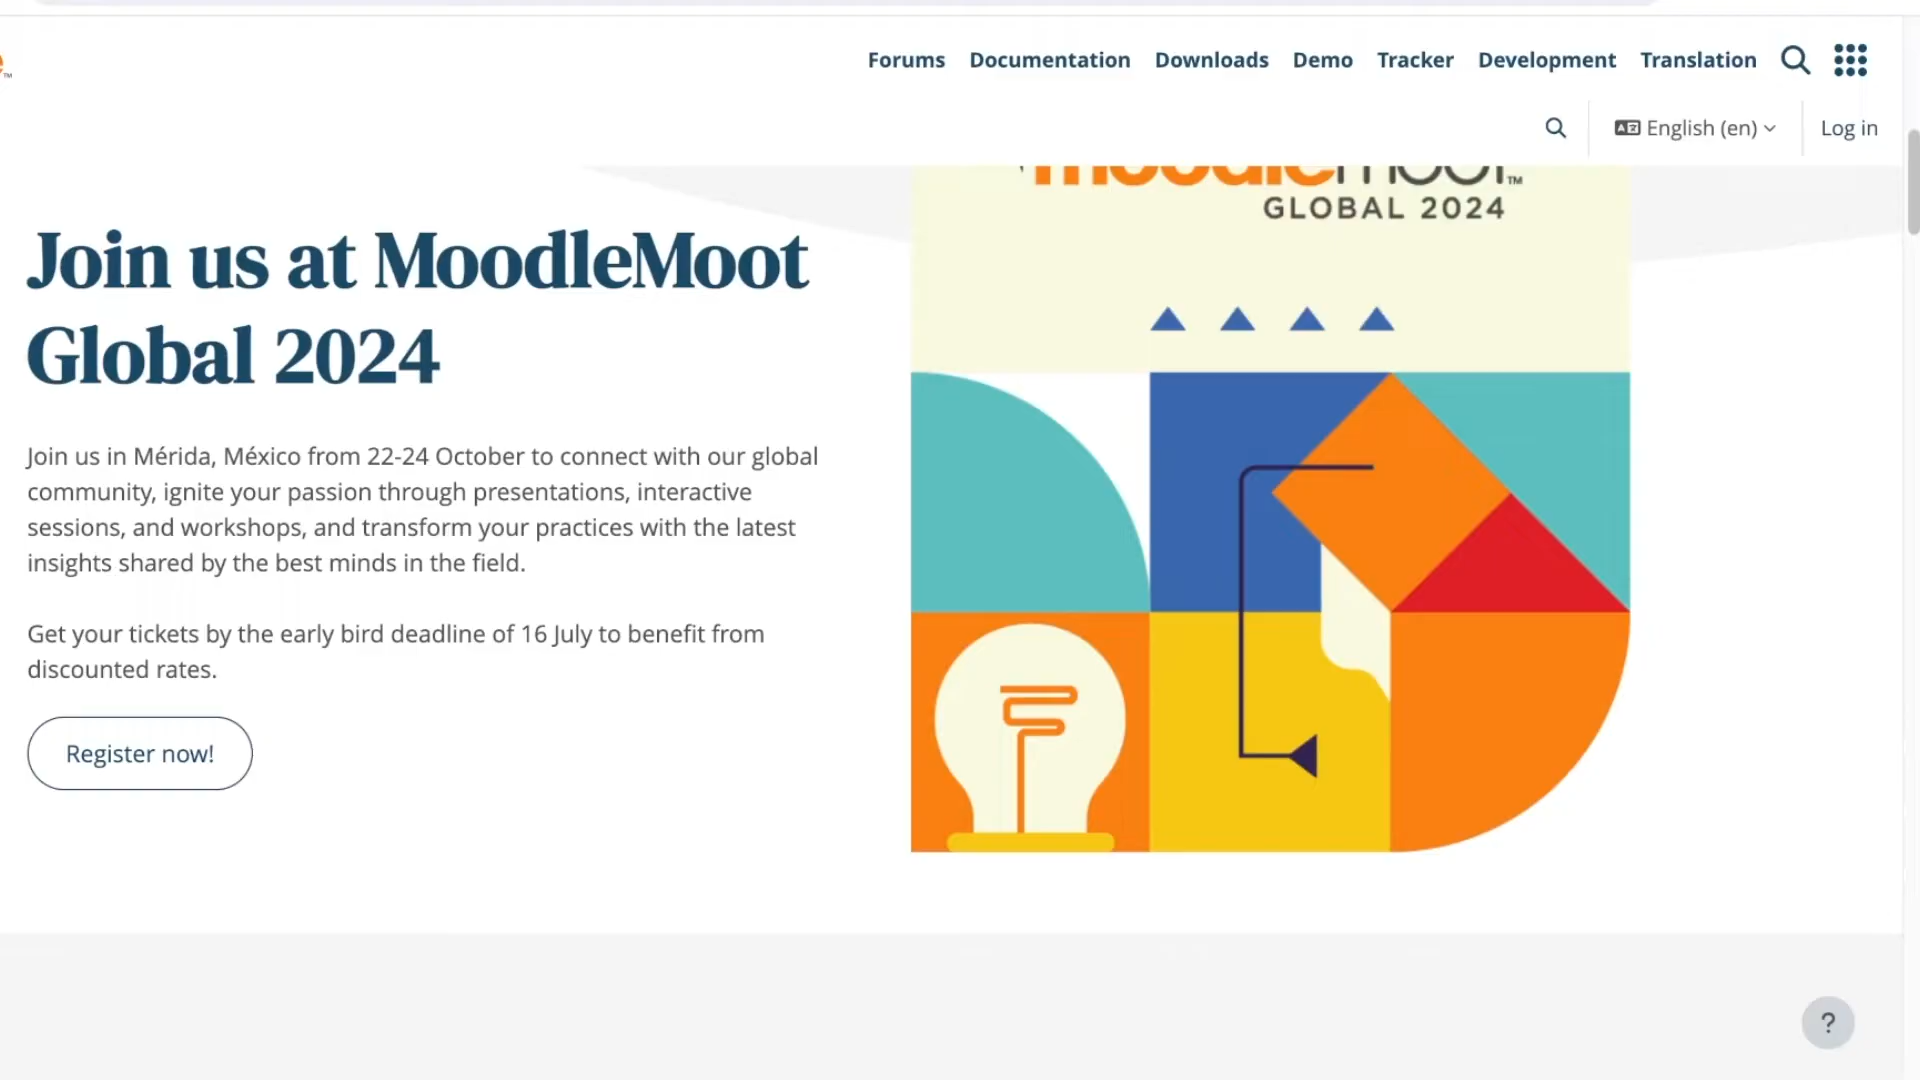 Forums Documentation Downloads Demo Tracker Development Translation
English (en)
Log in
moodlemoot™
GLOBAL 2024
Join us at MoodleMoot
Global 2024
Join us in Mérida, México from 22-24 October to connect with our global
community, ignite your passion through presentations, interactive
sessions, and workshops, and transform your practices with the latest
insights shared by the best minds in the field.
Get your tickets by the early bird deadline of 16 July to benefit from
discounted rates.
Register now!
?